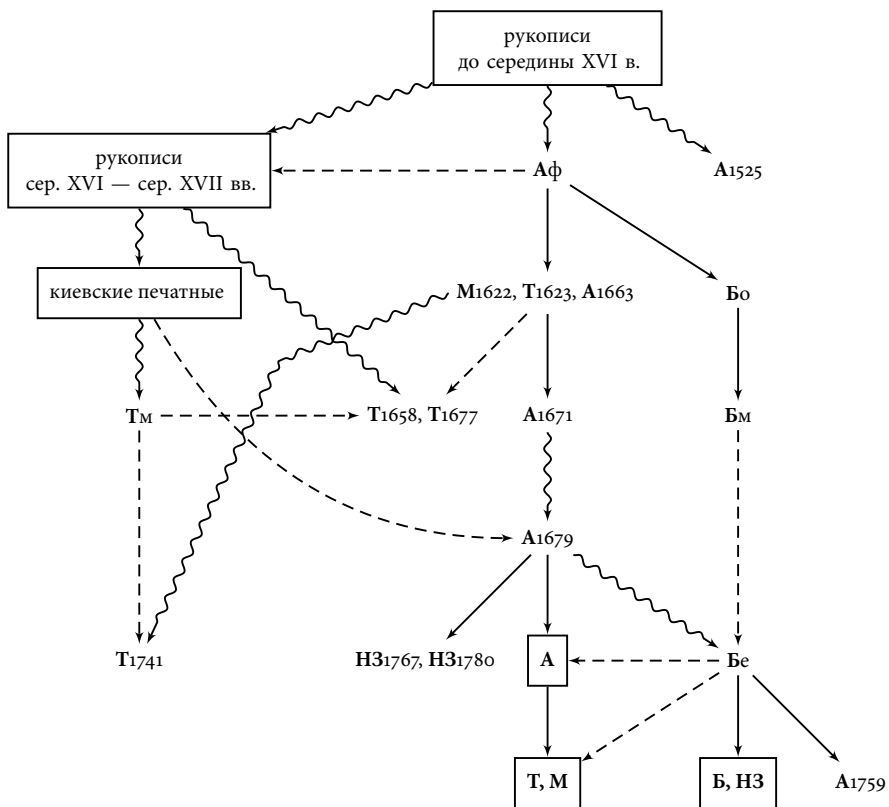 рукописи
до середины XVI в.
рукописи
сер. XVI — сер. XVII вв.
Аф
А1525
киевские печатные
М1622, Т1623, А1663
Бо
Тм
Т1658, Т1677
А1671
Бм
А1679
Т1741
НЗ1767, НЗ1780
А
Бе
Т, М
Б, НЗ
А1759